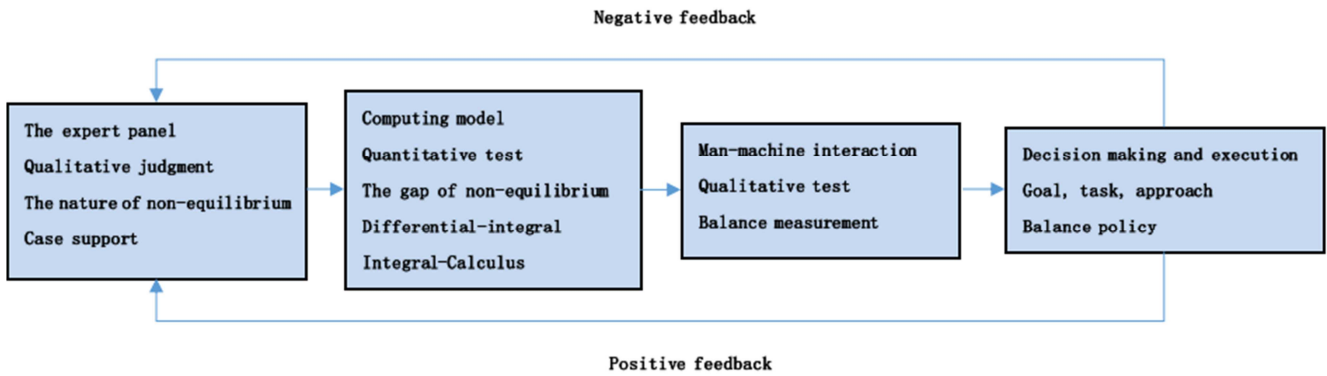 Negative feedback
The expert panel
Qualitative judgment
The nature of non-equilibrium
Case support
Computing model
Quantitative test
The gap of non-equilibrium
Differential-integral
Integral-Calculus
Man-machine interaction
Qualitative test
Balance measurement
Decision making and execution
Goal, task, approach
Balance policy
Positive feedback